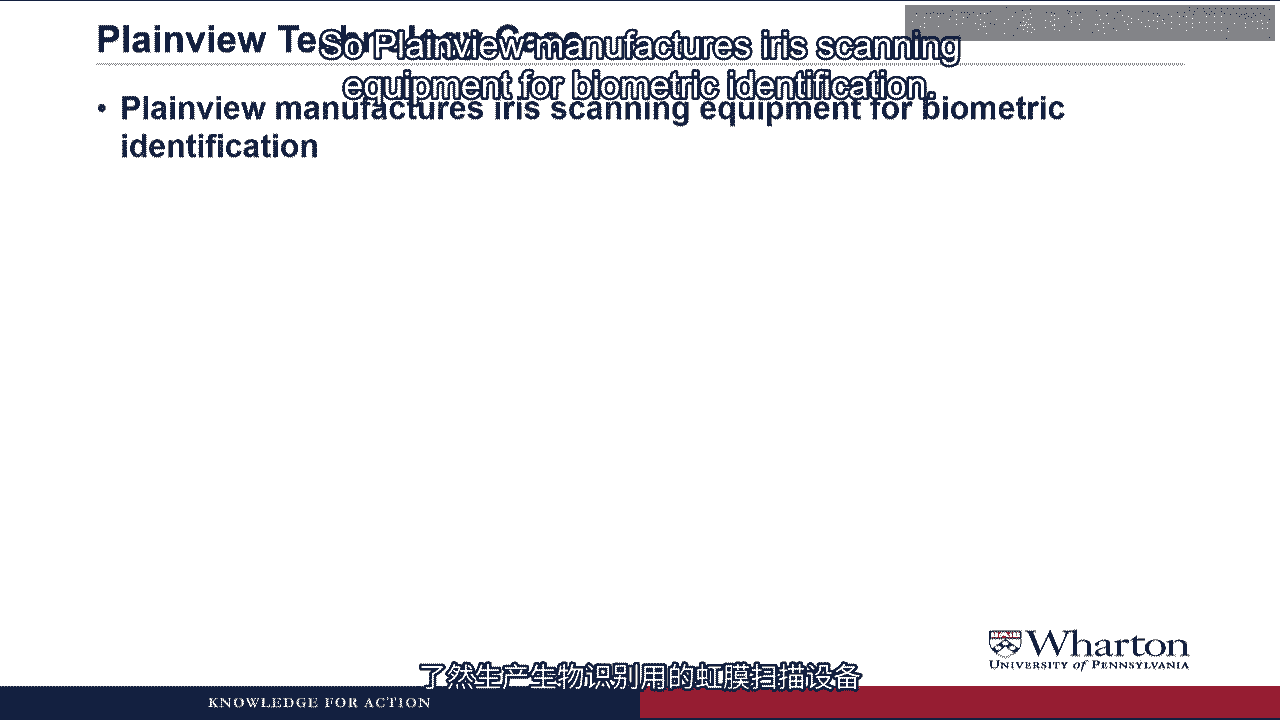 Plainview Technology Case
So Plainview manufactures iris scanning
equipment for biometric identification.
• Plainview manufactures iris scanning equipment for biometric
identification
Wharton
UNIVERSITY of PENNSYLVANIA
了然生产生物识别用的虹膜扫描设备
KNOWLEDGE FOR ACTION